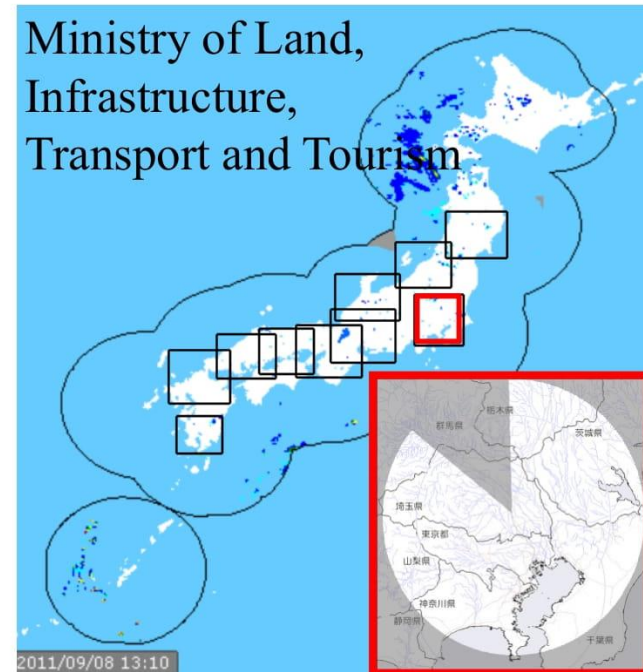 Ministry of Land,
Infrastructure,
Transport and Tourism
栃木県
群馬県
茨城県
埼玉県
東京都
山梨県
神奈川県
静岡県
千葉県
2011/09/08 13:10